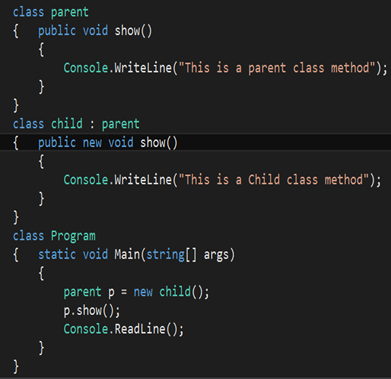 class parent
{   public void show()
    {
        Console.WriteLine("This is a parent class method");
    }
}
class child : parent
{   public new void show()
    {
        Console.WriteLine("This is a Child class method");
    }
}
class Program
{   static void Main(string[] args)
    {
        parent p = new child();
        p.show();
        Console.ReadLine();
    }
}